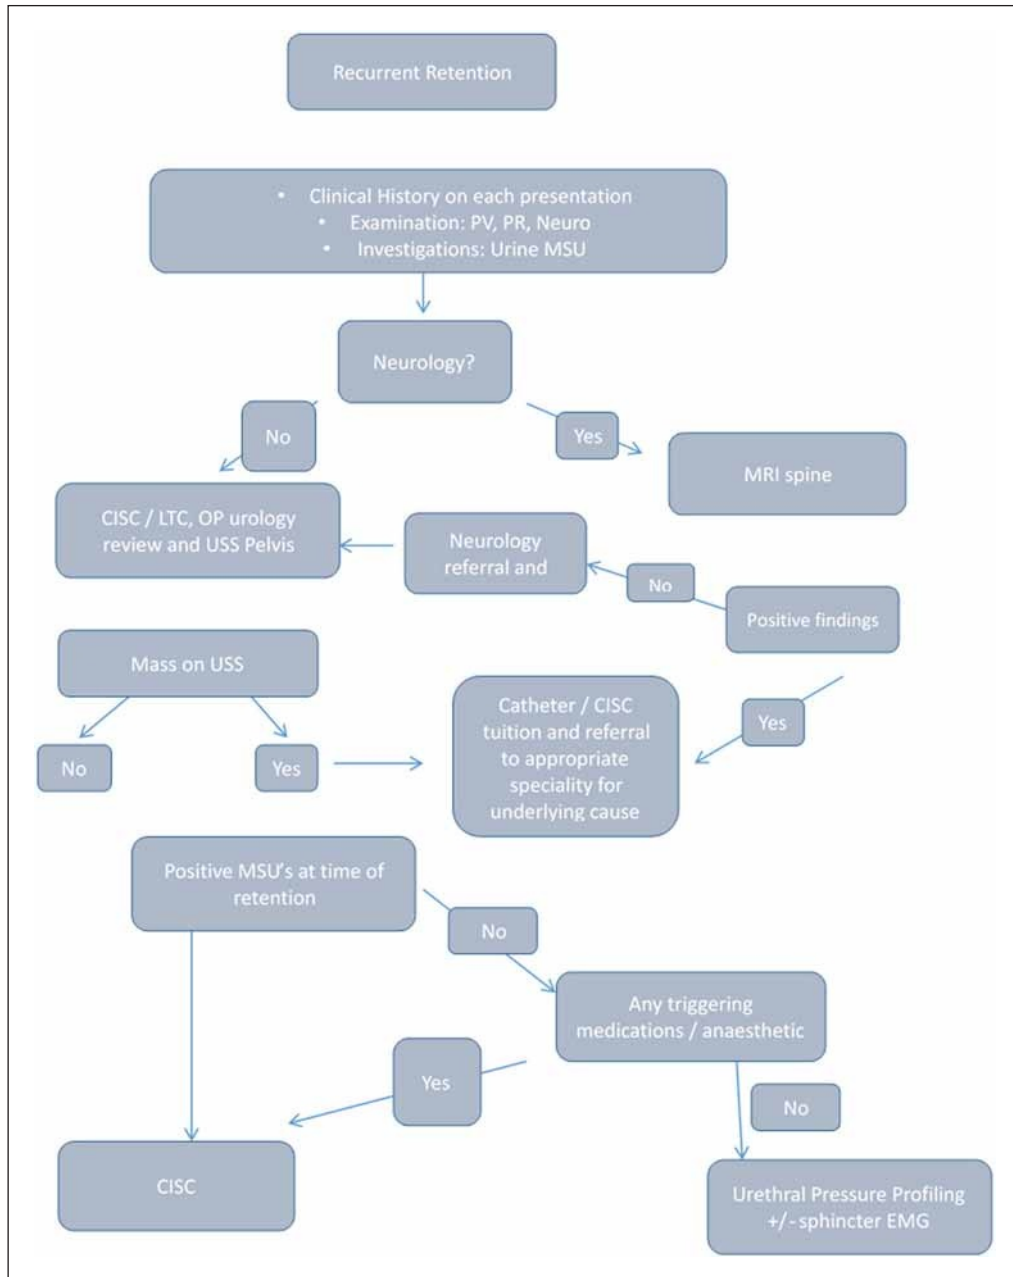 Recurrent Retention
• Clinical History on each presentation
• Examination: PV, PR, Neuro
• Investigations: Urine MSU
Neurology?
No
Yes
MRI spine
CISC / LTC, OP urology
review and USS Pelvis
Neurology
referral and
No
Positive findings
Mass on USS
Catheter / CISC
tuition and referral
to appropriate
speciality for
underlying cause
Yes
No
Yes
Positive MSU's at time of
retention
No
Any triggering
medications / anaesthetic
Yes
No
CISC
Urethral Pressure Profiling
+/- sphincter EMG